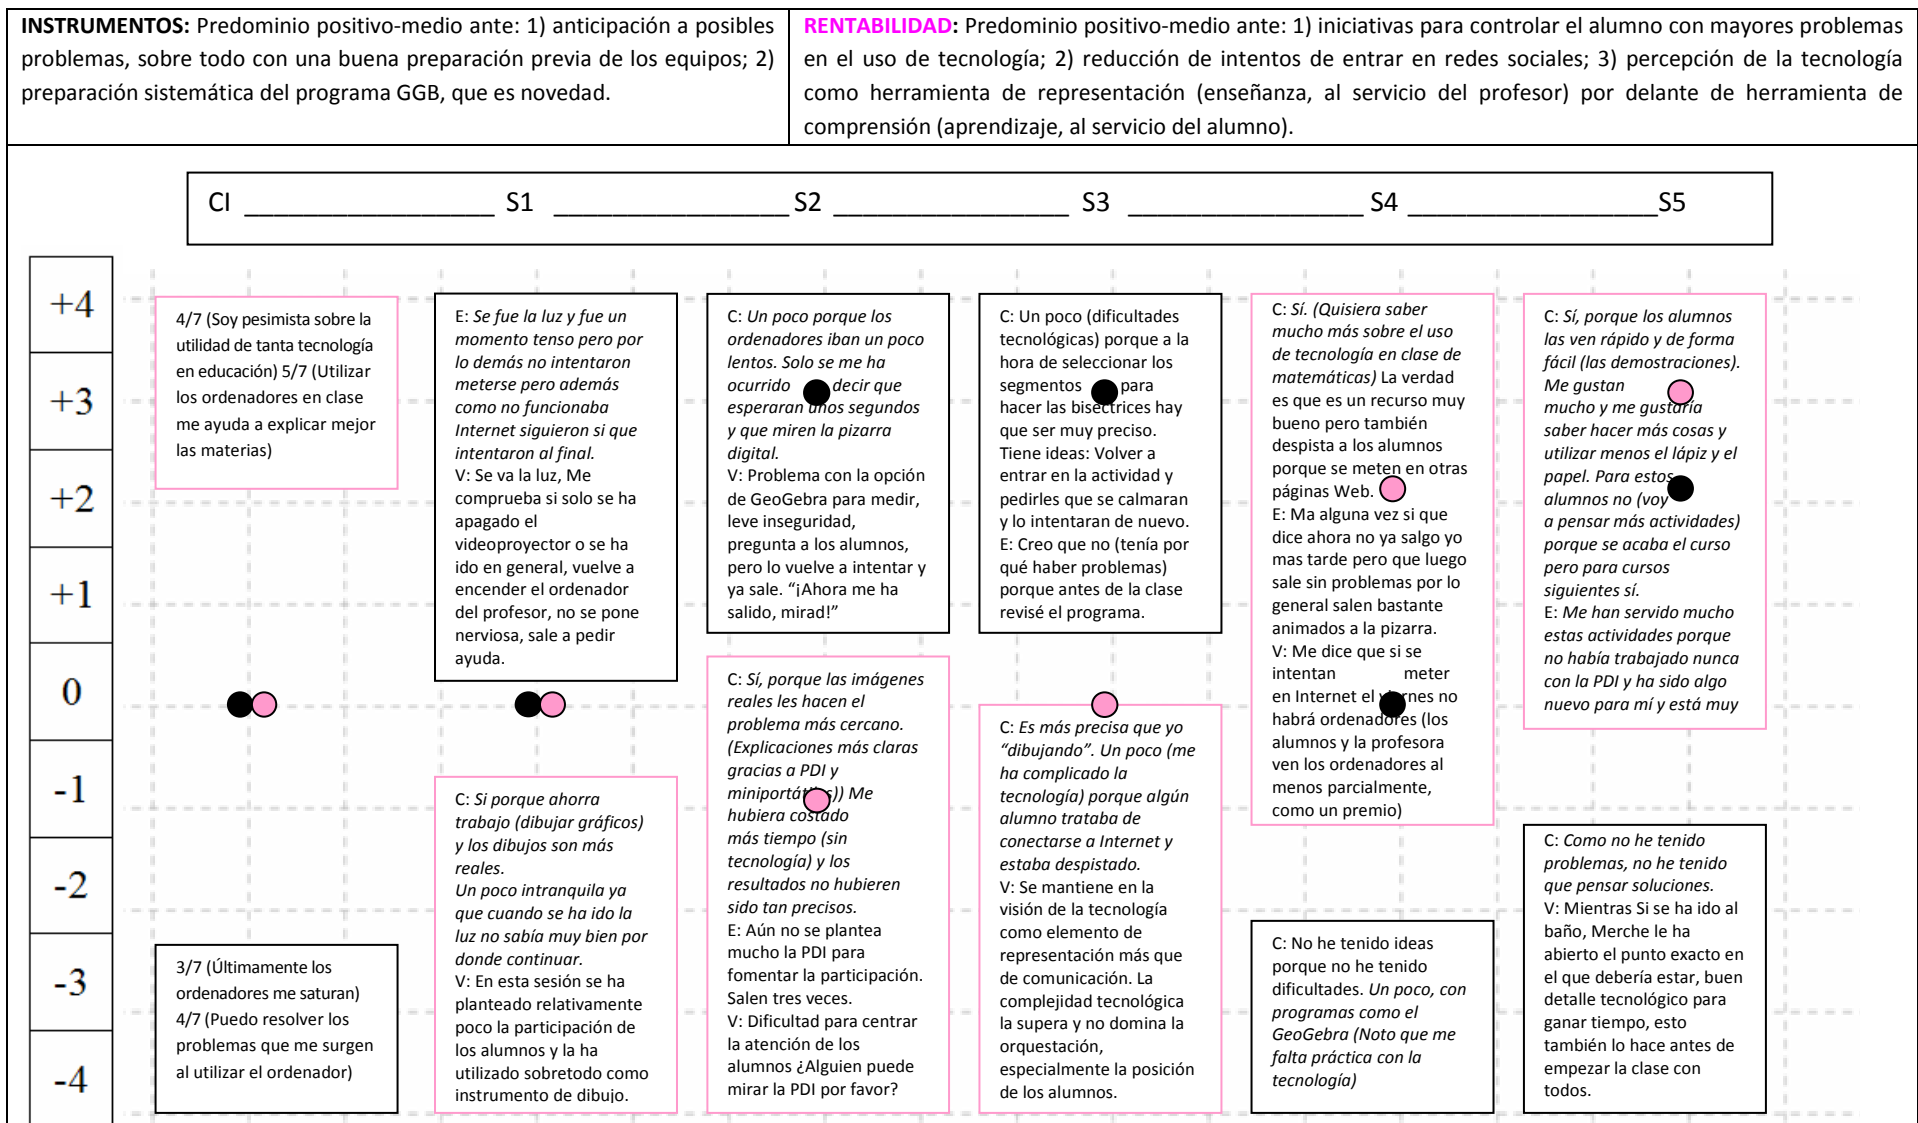 INSTRUMENTOS: Predominio positivo-medio ante: 1) anticipación a posibles
problemas, sobre todo con una buena preparación previa de los equipos; 2)
preparación sistemática del programa GGB, que es novedad.
RENTABILIDAD: Predominio positivo-medio ante: 1) iniciativas para controlar el alumno con mayores problemas
en el uso de tecnología; 2) reducción de intentos de entrar en redes sociales; 3) percepción de la tecnología
como herramienta de representación (enseñanza, al servicio del profesor) por delante de herramienta de
comprensión (aprendizaje, al servicio del alumno).
CI __________________ S1 _________________ S2 _________________ S3 _________________ S4 __________________S5
+4
+3
+2
+1
0
-1
-2
-3
-4
4/7 (Soy pesimista sobre la
utilidad de tanta tecnología
en educación) 5/7 (Utilizar
los ordenadores en clase
me ayuda a explicar mejor
las materias)
3/7 (Últimamente los
ordenadores me saturan)
4/7 (Puedo resolver los
problemas que me surgen
al utilizar el ordenador)
E: Se fue la luz y fue un
momento tenso pero por
lo demás no intentaron
meterse pero además
como no funcionaba
Internet siguieron si que
intentaron al final.
V: Se va la luz, Me
comprueba si solo se ha
apagado el
videoproyector o se ha
ido en general, vuelve a
encender el ordenador
del profesor, no se pone
nerviosa, sale a pedir
ayuda.
C: Si porque ahorra
trabajo (dibujar gráficos)
y los dibujos son más
reales.
Un poco intranquila ya
que cuando se ha ido la
luz no sabía muy bien por
donde continuar.
V: En esta sesión se ha
planteado relativamente
poco la participación de
los alumnos y la ha
utilizado sobretodo como
instrumento de dibujo.
C: Un poco porque los
ordenadores iban un poco
lentos. Solo se me ha
ocurrido decir que
esperaran unos segundos
y que miren la pizarra
digital.
V: Problema con la opción
de GeoGebra para medir,
leve inseguridad,
pregunta a los alumnos,
pero lo vuelve a intentar y
ya sale. “¡Ahora me ha
salido, mirad!”
C: Sí, porque las imágenes
reales les hacen el
problema más cercano.
(Explicaciones más claras
gracias a PDI y
miniportátiles)) Me
hubiera costado
más tiempo (sin
tecnología) y los
resultados no hubieren
sido tan precisos.
E: Aún no se plantea
mucho la PDI para
fomentar la participación.
Salen tres veces.
V: Dificultad para centrar
la atención de los
alumnos ¿Alguien puede
mirar la PDI por favor?
C: Un poco (dificultades
tecnológicas) porque a la
hora de seleccionar los
segmentos para
hacer las bisectrices hay
que ser muy preciso.
Tiene ideas: Volver a
entrar en la actividad y
pedirles que se calmaran
y lo intentaran de nuevo.
E: Creo que no (tenía por
qué haber problemas)
porque antes de la clase
revisé el programa.
C: Es más precisa que yo
“dibujando”. Un poco (me
ha complicado la
tecnología) porque algún
alumno trataba de
conectarse a Internet y
estaba despistado.
V: Se mantiene en la
visión de la tecnología
como elemento de
representación más que
de comunicación. La
complejidad tecnológica
la supera y no domina la
orquestación,
especialmente la posición
de los alumnos.
C: Sí. (Quisiera saber
mucho más sobre el uso
de tecnología en clase de
matemáticas) La verdad
es que es un recurso muy
bueno pero también
despista a los alumnos
porque se meten en otras
páginas Web.
E: Ma alguna vez si que
dice ahora no ya salgo yo
mas tarde pero que luego
sale sin problemas por lo
general salen bastante
animados a la pizarra.
V: Me dice que si se
intentan meter
en Internet el viernes no
habrá ordenadores (los
alumnos y la profesora
ven los ordenadores al
menos parcialmente,
como un premio)
C: No he tenido ideas
porque no he tenido
dificultades. Un poco, con
programas como el
GeoGebra (Noto que me
falta práctica con la
tecnología)
C: Sí, porque los alumnos
las ven rápido y de forma
fácil (las demostraciones).
Me gustan
mucho y me gustaría
saber hacer más cosas y
utilizar menos el lápiz y el
papel. Para estos
alumnos no (voy
a pensar más actividades)
porque se acaba el curso
pero para cursos
siguientes sí.
E: Me han servido mucho
estas actividades porque
no había trabajado nunca
con la PDI y ha sido algo
nuevo para mí y está muy
C: Como no he tenido
problemas, no he tenido
que pensar soluciones.
V: Mientras Si se ha ido al
baño, Merche le ha
abierto el punto exacto en
el que debería estar, buen
detalle tecnológico para
ganar tiempo, esto
también lo hace antes de
empezar la clase con
todos.